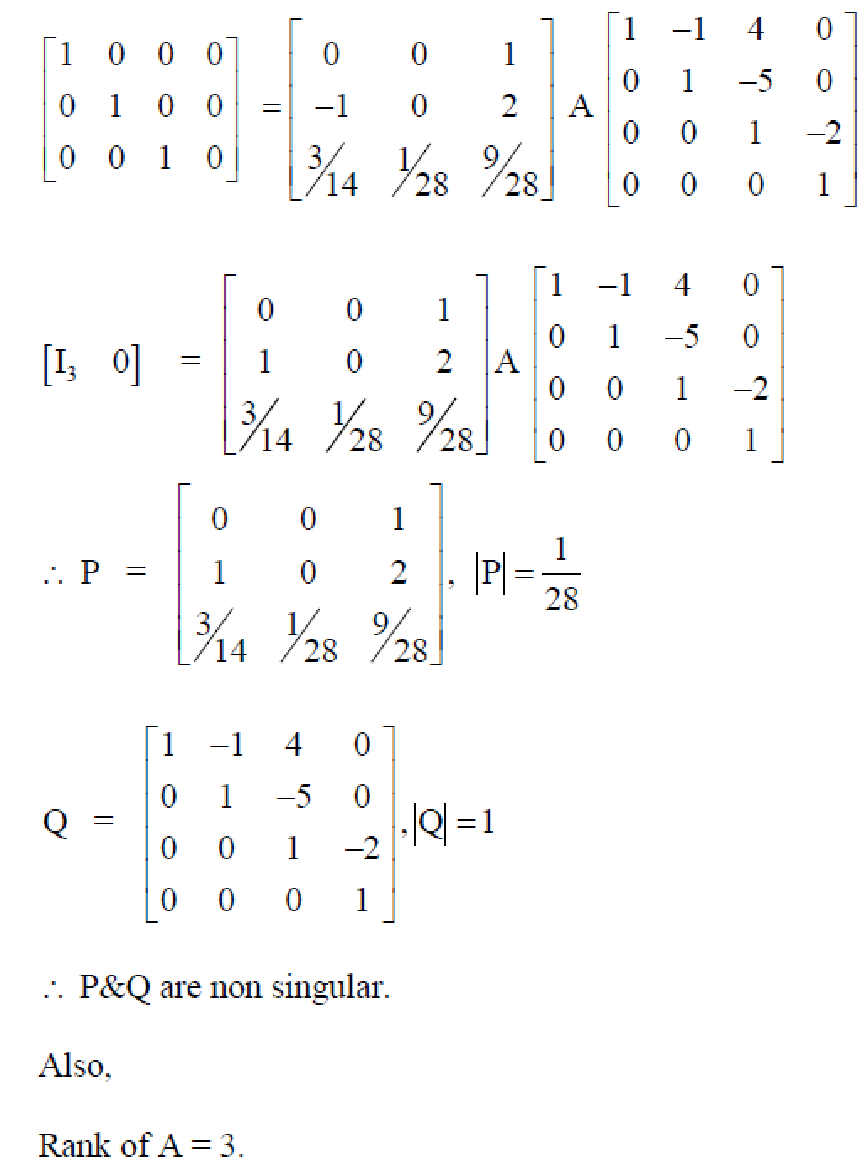 [1 0 0 0; 0 1 0 0; 0 0 1 0] = [0 0 1; −1 0 2; 3/14 1/28 9/28] A [1 −1 4 0; 0 1 −5 0; 0 0 1 −2; 0 0 0 1]
[I₃ 0] = [0 0 1; 1 0 2; 3/14 1/28 9/28] A [1 −1 4 0; 0 1 −5 0; 0 0 1 −2; 0 0 0 1]
∴ P = [0 0 1; 1 0 2; 3/14 1/28 9/28], |P| = 1/28
Q = [1 −1 4 0; 0 1 −5 0; 0 0 1 −2; 0 0 0 1], |Q| = 1
∴ P&Q are non singular.
Also,
Rank of A = 3.